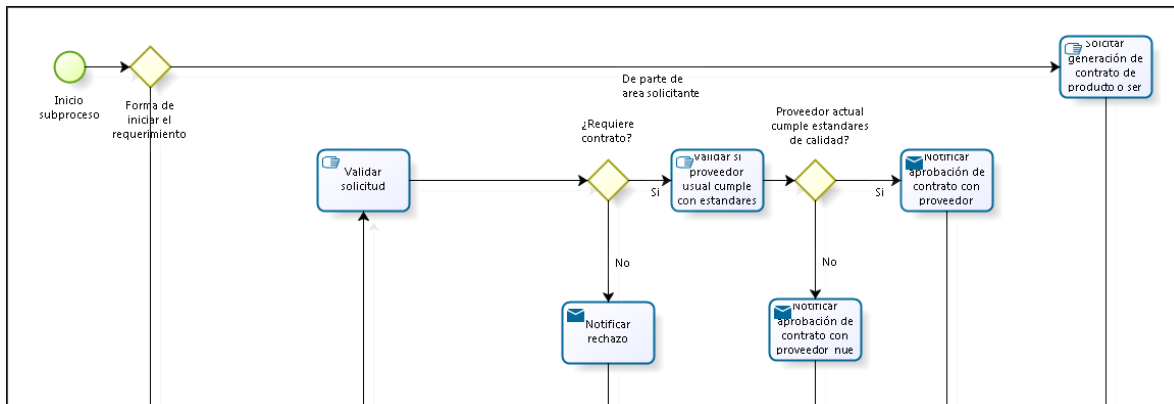 Inicio
subproceso
Forma de
iniciar el
requerimiento
De parte de
area solicitante
Solicitar
generación de
contrato de
producto o ser
Validar
solicitud
¿Requiere
contrato?
Si
No
Notificar
rechazo
Validar si
proveedor
usual cumple
con estandares
Proveedor actual
cumple estandares
de calidad?
Si
No
Notificar
aprobación de
contrato con
proveedor
Notificar
aprobación de
contrato con
proveedor nue